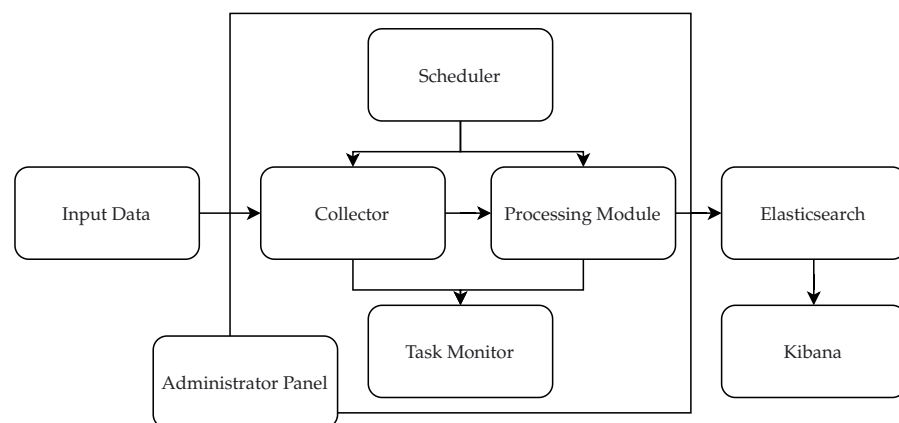 Scheduler
Input Data
Collector
Processing Module
Elasticsearch
Task Monitor
Kibana
Administrator Panel